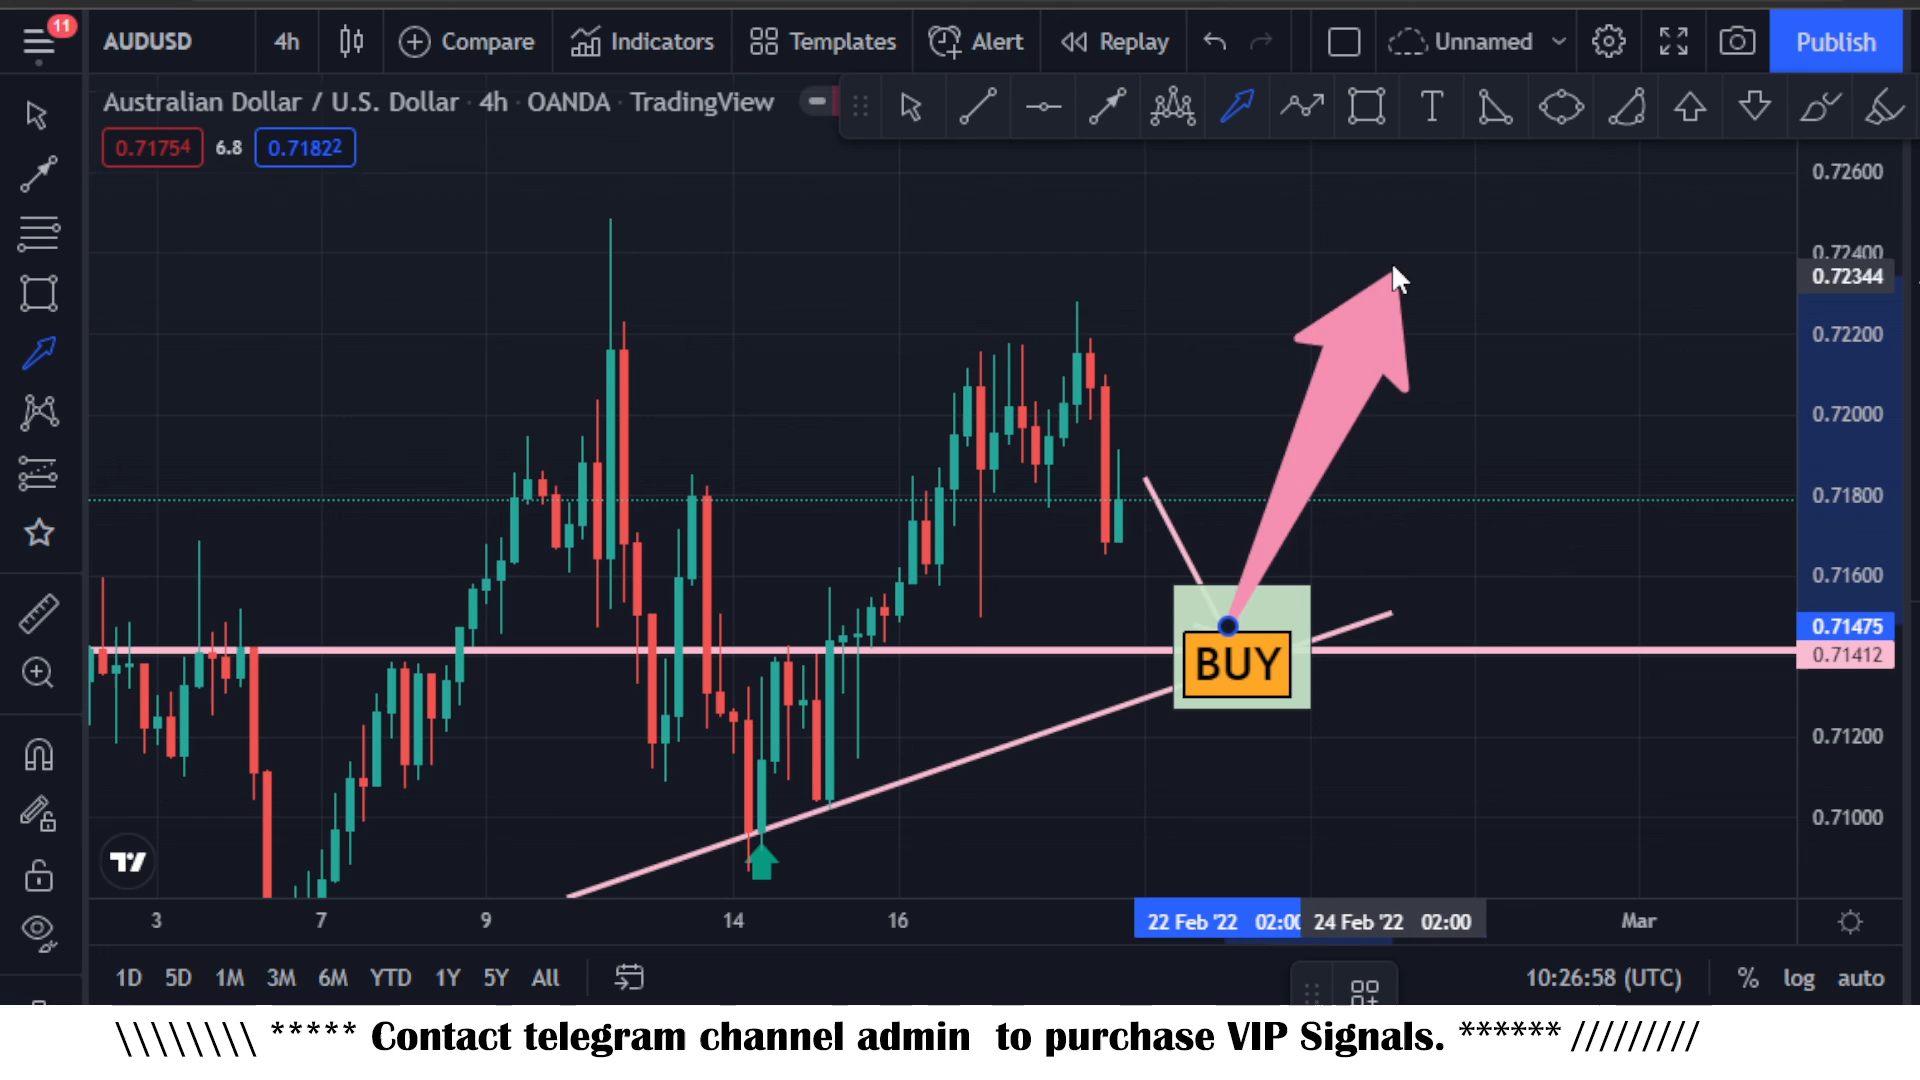 11
AUDUSD 4h Compare Indicators Templates Alert Replay Unnamed Publish
Australian Dollar / U.S. Dollar · 4h · OANDA · TradingView
0.71754 6.8 0.71822
0.72600
0.72400
0.72344
0.72200
0.72000
0.71800
0.71600
0.71475
0.71412
BUY
0.71200
0.71000
3 7 9 14 16 22 Feb '22 02:00 24 Feb '22 02:00 Mar
1D 5D 1M 3M 6M YTD 1Y 5Y All 10:26:58 (UTC) % log auto
\\\\\\\\ ***** Contact telegram channel admin to purchase VIP Signals. ****** /////////